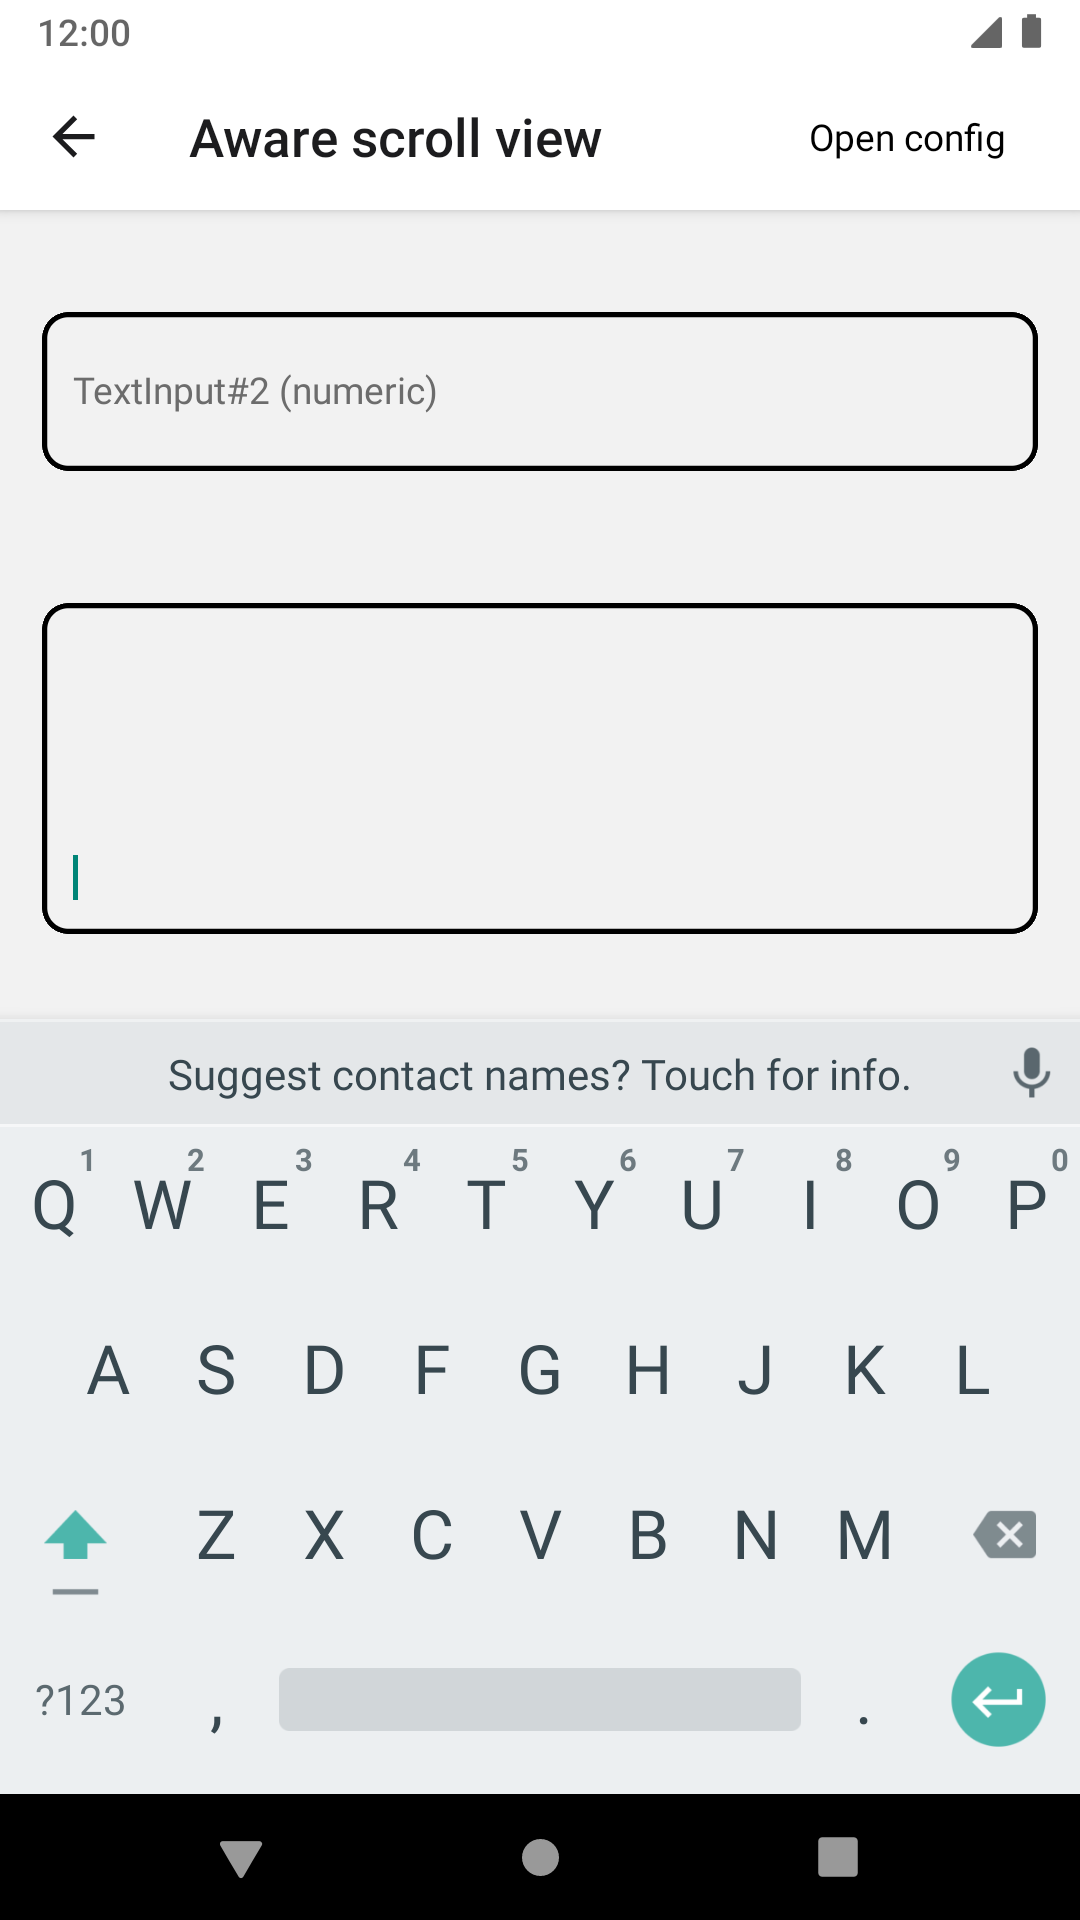 12:00
Aware scroll view
Open config
TextInput#2 (numeric)
Suggest contact names? Touch for info.
1 2 3 4 5 6 7 8 9 0
Q W E R T Y U I O P
A S D F G H J K L
Z X C V B N M
?123 , .